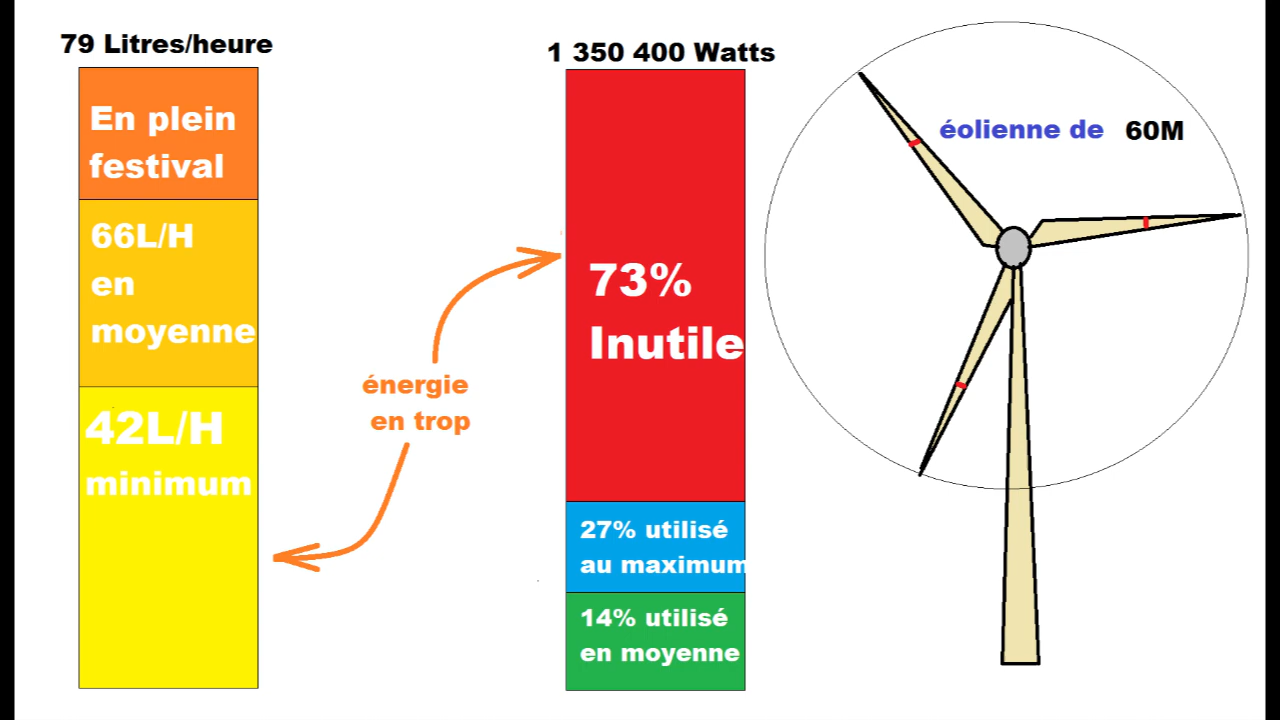 79 Litres/heure
En plein
festival
66L/H
en
moyenne
42L/H
minimum
énergie
en trop
1 350 400 Watts
73%
Inutile
27% utilisé
au maximum
14% utilisé
en moyenne
éolienne de 60M